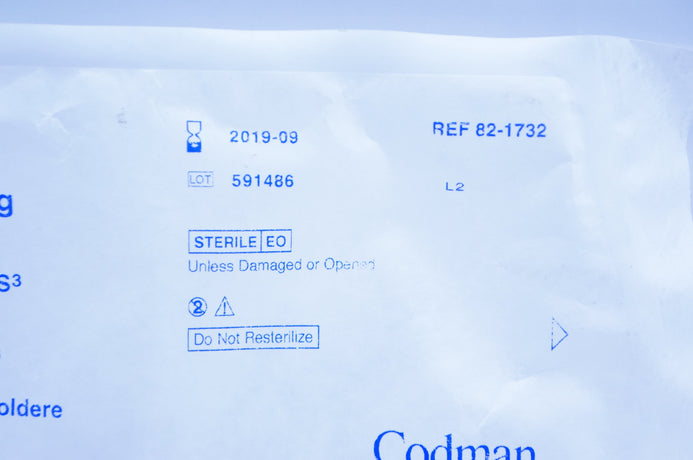 2019-09
REF 82-1732
LOT 591486
L2
g
STERILE EO
Unless Damaged or Opened
S³
2
Do Not Resterilize
oldere
Codman